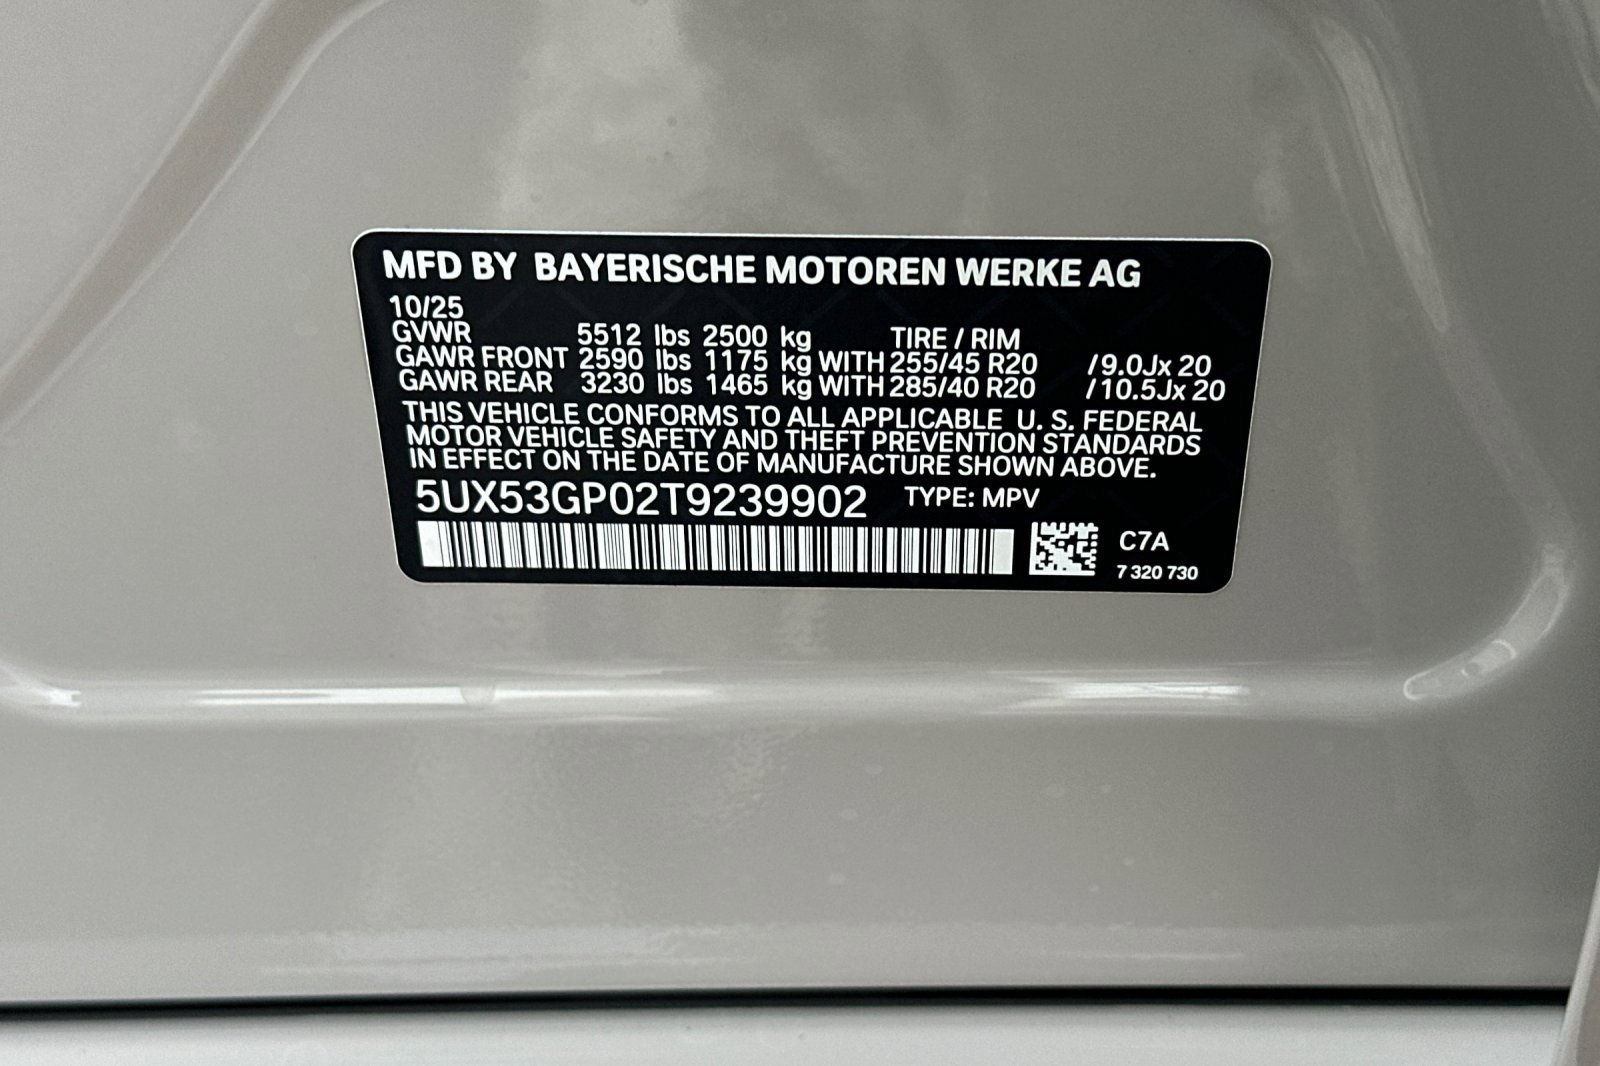 MFD BY BAYERISCHE MOTOREN WERKE AG
10/25
GVWR 5512 lbs 2500 kg TIRE / RIM
GAWR FRONT 2590 lbs 1175 kg WITH 255/45 R20 /9.0Jx 20
GAWR REAR 3230 lbs 1465 kg WITH 285/40 R20 /10.5Jx 20
THIS VEHICLE CONFORMS TO ALL APPLICABLE U. S. FEDERAL
MOTOR VEHICLE SAFETY AND THEFT PREVENTION STANDARDS
IN EFFECT ON THE DATE OF MANUFACTURE SHOWN ABOVE.
5UX53GP02T9239902 TYPE: MPV
C7A
7 320 730